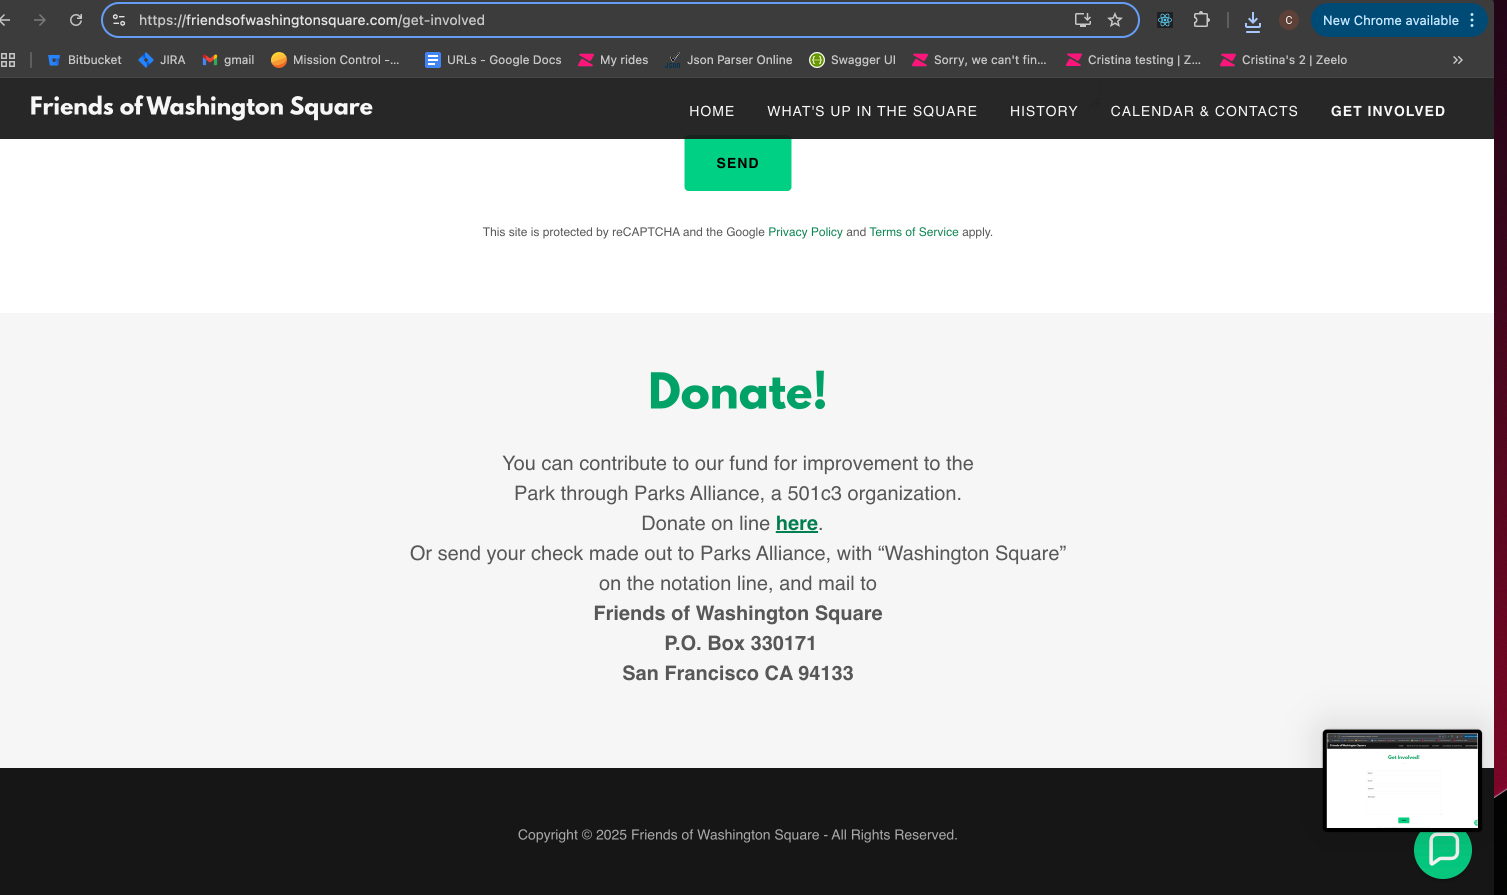 https://friendsofwashingtonsquare.com/get-involved
C
New Chrome available
Bitbucket
JIRA
gmail
Mission Control -...
URLs - Google Docs
My rides
Json Parser Online
Swagger UI
Sorry, we can't fin...
Cristina testing | Z...
Cristina's 2 | Zeelo
Friends of Washington Square
HOME
WHAT'S UP IN THE SQUARE
HISTORY
CALENDAR & CONTACTS
GET INVOLVED
SEND
This site is protected by reCAPTCHA and the Google Privacy Policy and Terms of Service apply.
Donate!
You can contribute to our fund for improvement to the
Park through Parks Alliance, a 501c3 organization.
Donate on line here.
Or send your check made out to Parks Alliance, with “Washington Square”
on the notation line, and mail to
Friends of Washington Square
P.O. Box 330171
San Francisco CA 94133
Get Involved!
Copyright © 2025 Friends of Washington Square - All Rights Reserved.